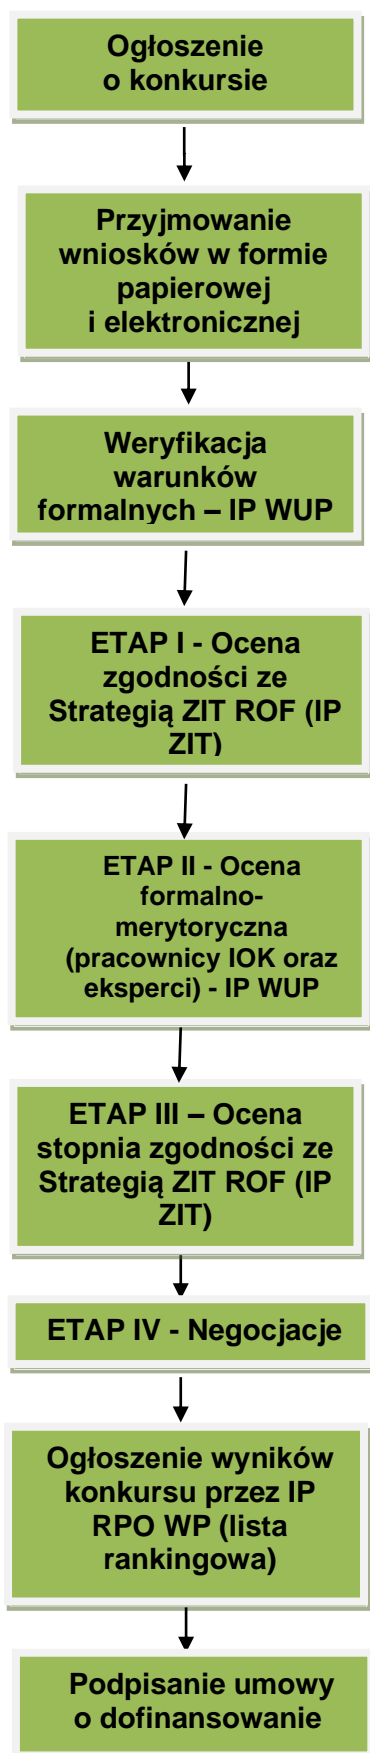 Ogłoszenie
o konkursie
Przyjmowanie
wniosków w formie
papierowej
i elektronicznej
Weryfikacja
warunków
formalnych – IP WUP
ETAP I - Ocena
zgodności ze
Strategią ZIT ROF (IP
ZIT)
ETAP II - Ocena
formalno-
merytoryczna
(pracownicy IOK oraz
eksperci) - IP WUP
ETAP III – Ocena
stopnia zgodności ze
Strategią ZIT ROF (IP
ZIT)
ETAP IV - Negocjacje
Ogłoszenie wyników
konkursu przez IP
RPO WP (lista
rankingowa)
Podpisanie umowy
o dofinansowanie